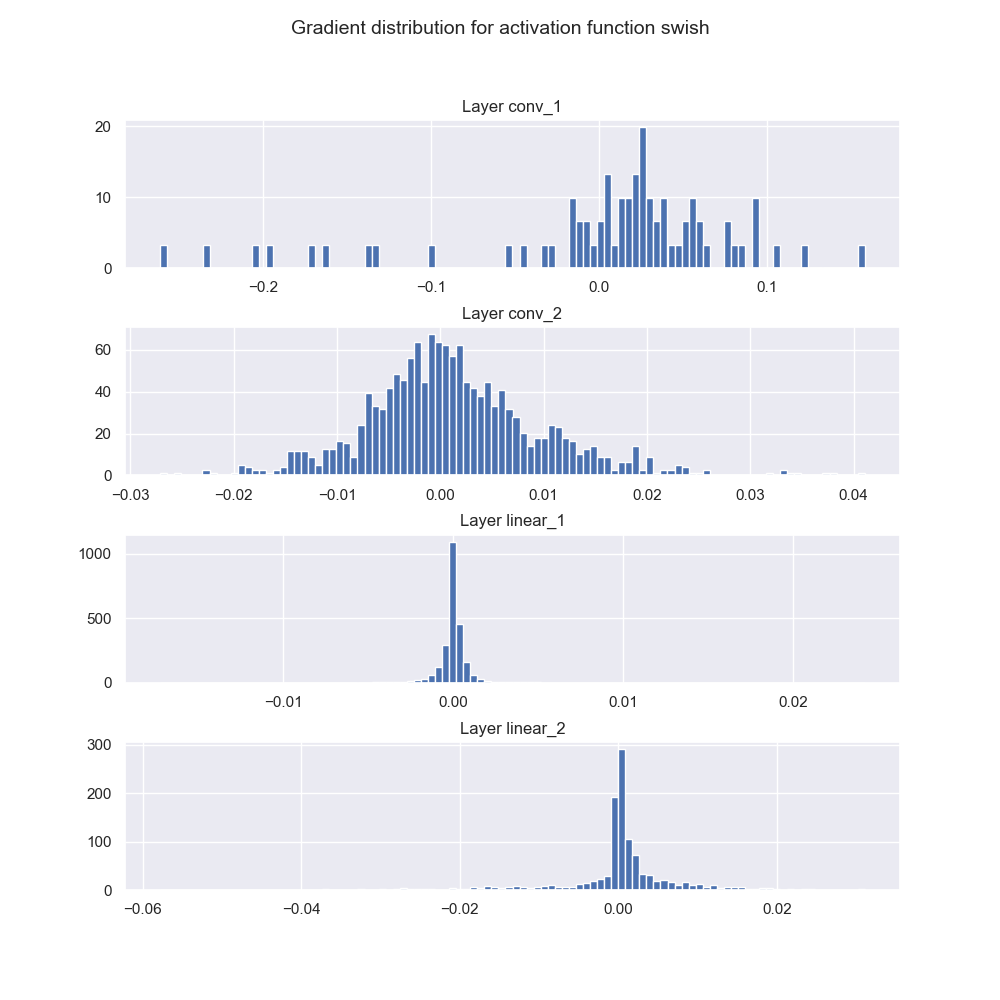 Gradient distribution for activation function swish
Layer conv_1
20
10
0
−0.2 −0.1 0.0 0.1
Layer conv_2
60
40
20
0
−0.03 −0.02 −0.01 0.00 0.01 0.02 0.03 0.04
Layer linear_1
1000
500
0
−0.01 0.00 0.01 0.02
Layer linear_2
300
200
100
0
−0.06 −0.04 −0.02 0.00 0.02